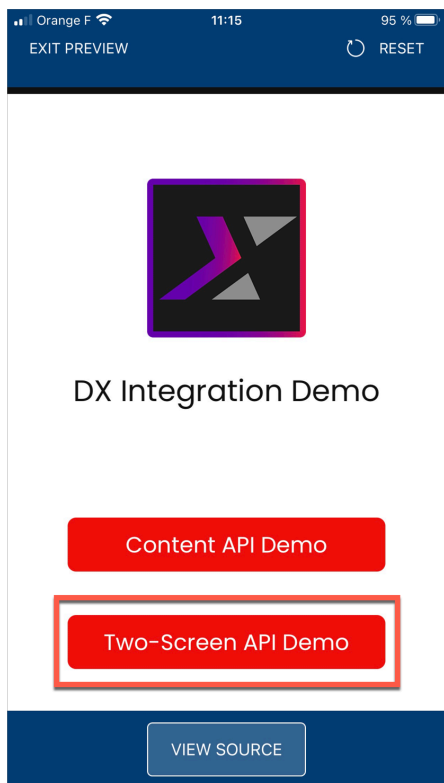 Orange F 11:15 95 %
EXIT PREVIEW RESET
DX Integration Demo
Content API Demo
Two-Screen API Demo
VIEW SOURCE